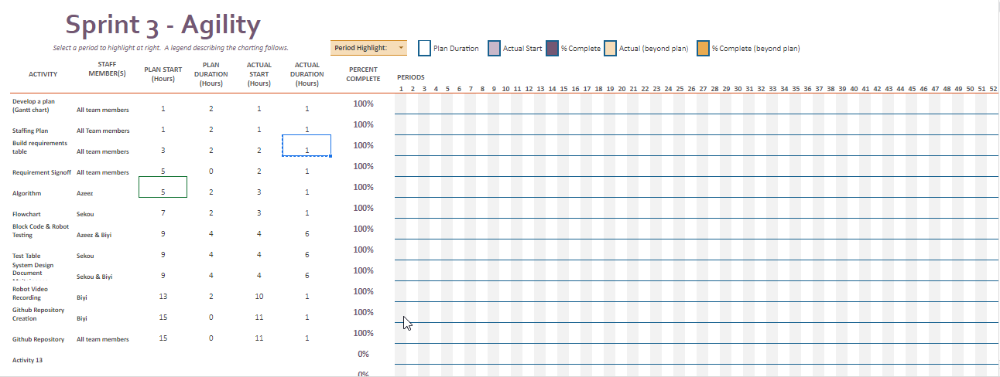 Sprint 3 - Agility
Select a period to highlight at right.  A legend describing the charting follows.
Period Highlight:
Plan Duration
Actual Start
% Complete
Actual (beyond plan)
% Complete (beyond plan)
ACTIVITY
STAFF
MEMBER(S)
PLAN START
(Hours)
PLAN
DURATION
(Hours)
ACTUAL
START
(Hours)
ACTUAL
DURATION
(Hours)
PERCENT
COMPLETE
PERIODS
1 2 3 4 5 6 7 8 9 10 11 12 13 14 15 16 17 18 19 20 21 22 23 24 25 26 27 28 29 30 31 32 33 34 35 36 37 38 39 40 41 42 43 44 45 46 47 48 49 50 51 52
Develop a plan
(Gantt chart) All team members 1 2 1 1 100%
Staffing Plan All Team members 1 2 1 1 100%
Build requirements
table All team members 3 2 2 1 100%
Requirement Signoff All team members 5 0 2 1 100%
Algorithm Azeez 5 2 3 1 100%
Flowchart Sekou 7 2 3 1 100%
Block Code & Robot
Testing Azeez & Biyi 9 4 4 6 100%
Test Table Sekou 9 4 4 6 100%
System Design
Document
Sekou & Biyi 9 4 4 6 100%
Robot Video
Recording Biyi 13 2 10 1 100%
Github Repository
Creation Biyi 15 0 11 1 100%
Github Repository All team members 15 0 11 1 100%
Activity 13 0%
0%